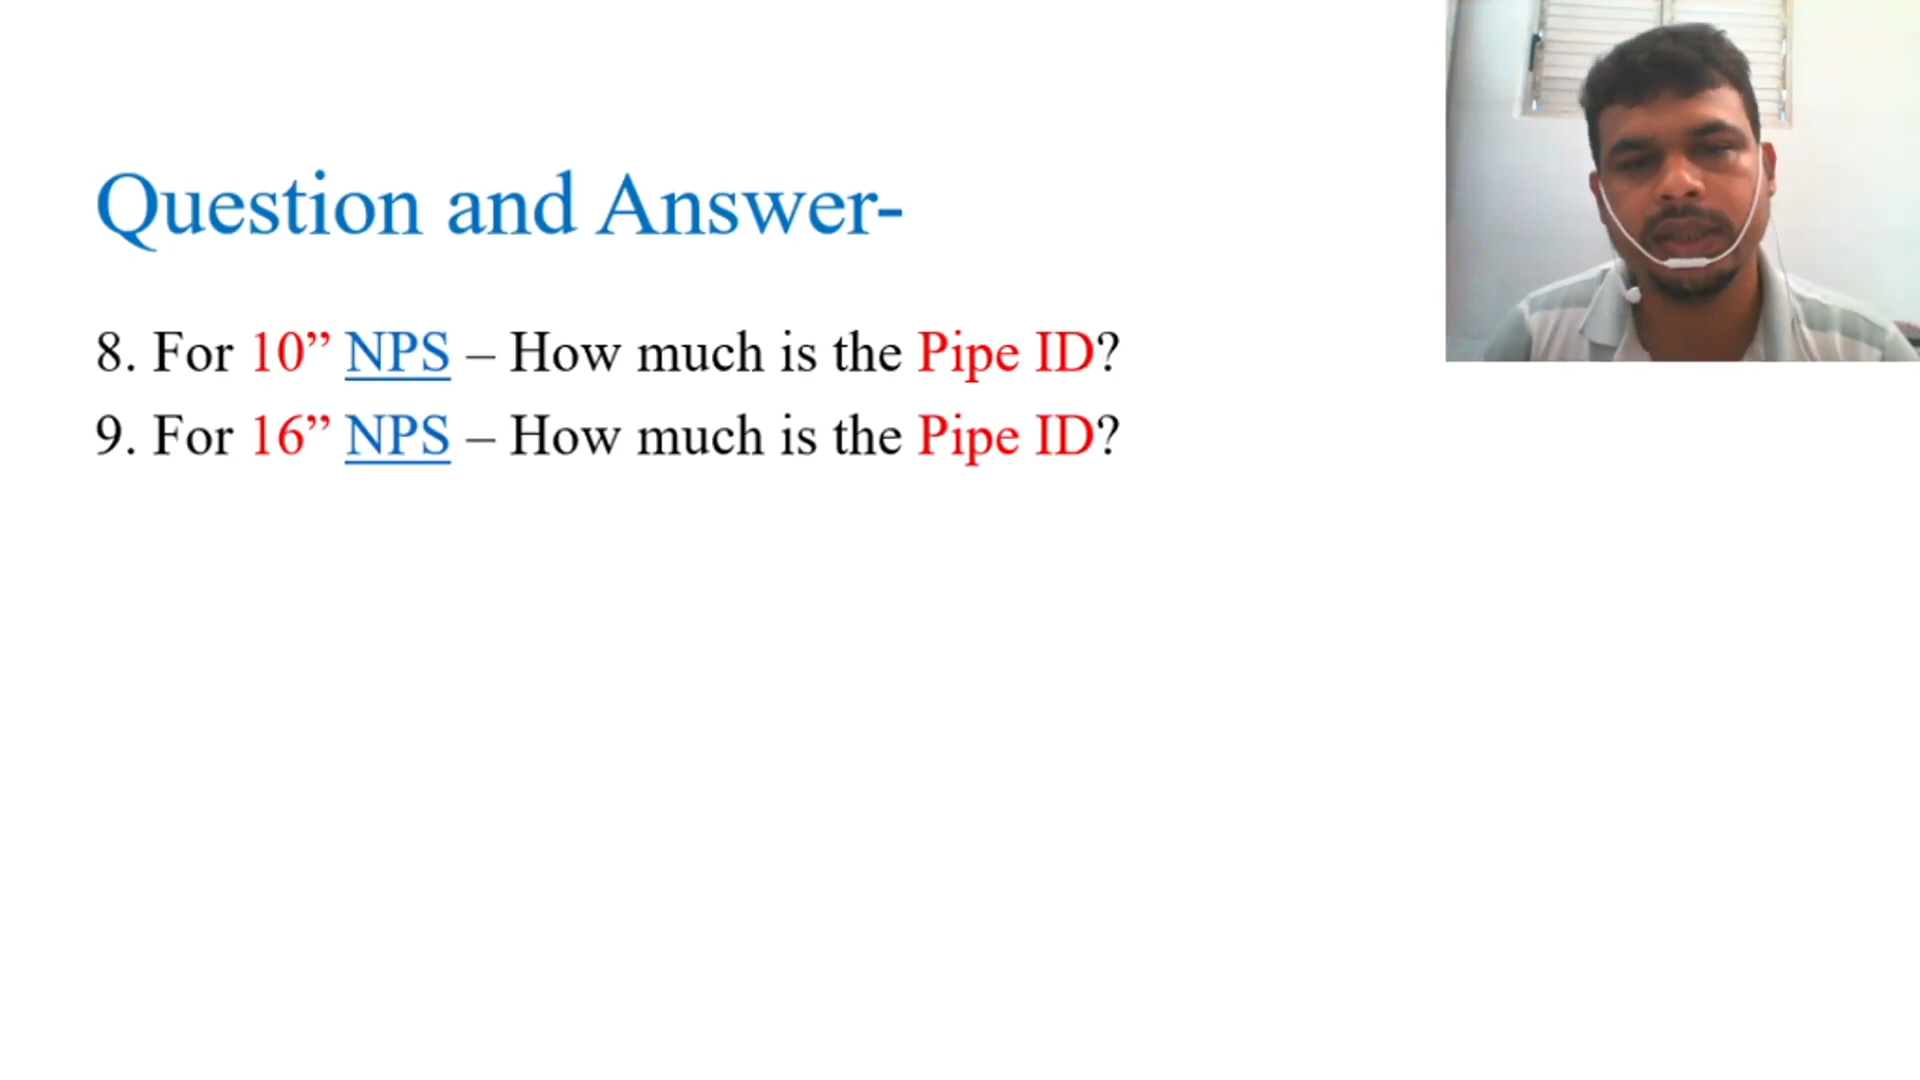 Question and Answer-
8. For 10” NPS – How much is the Pipe ID?
9. For 16” NPS – How much is the Pipe ID?